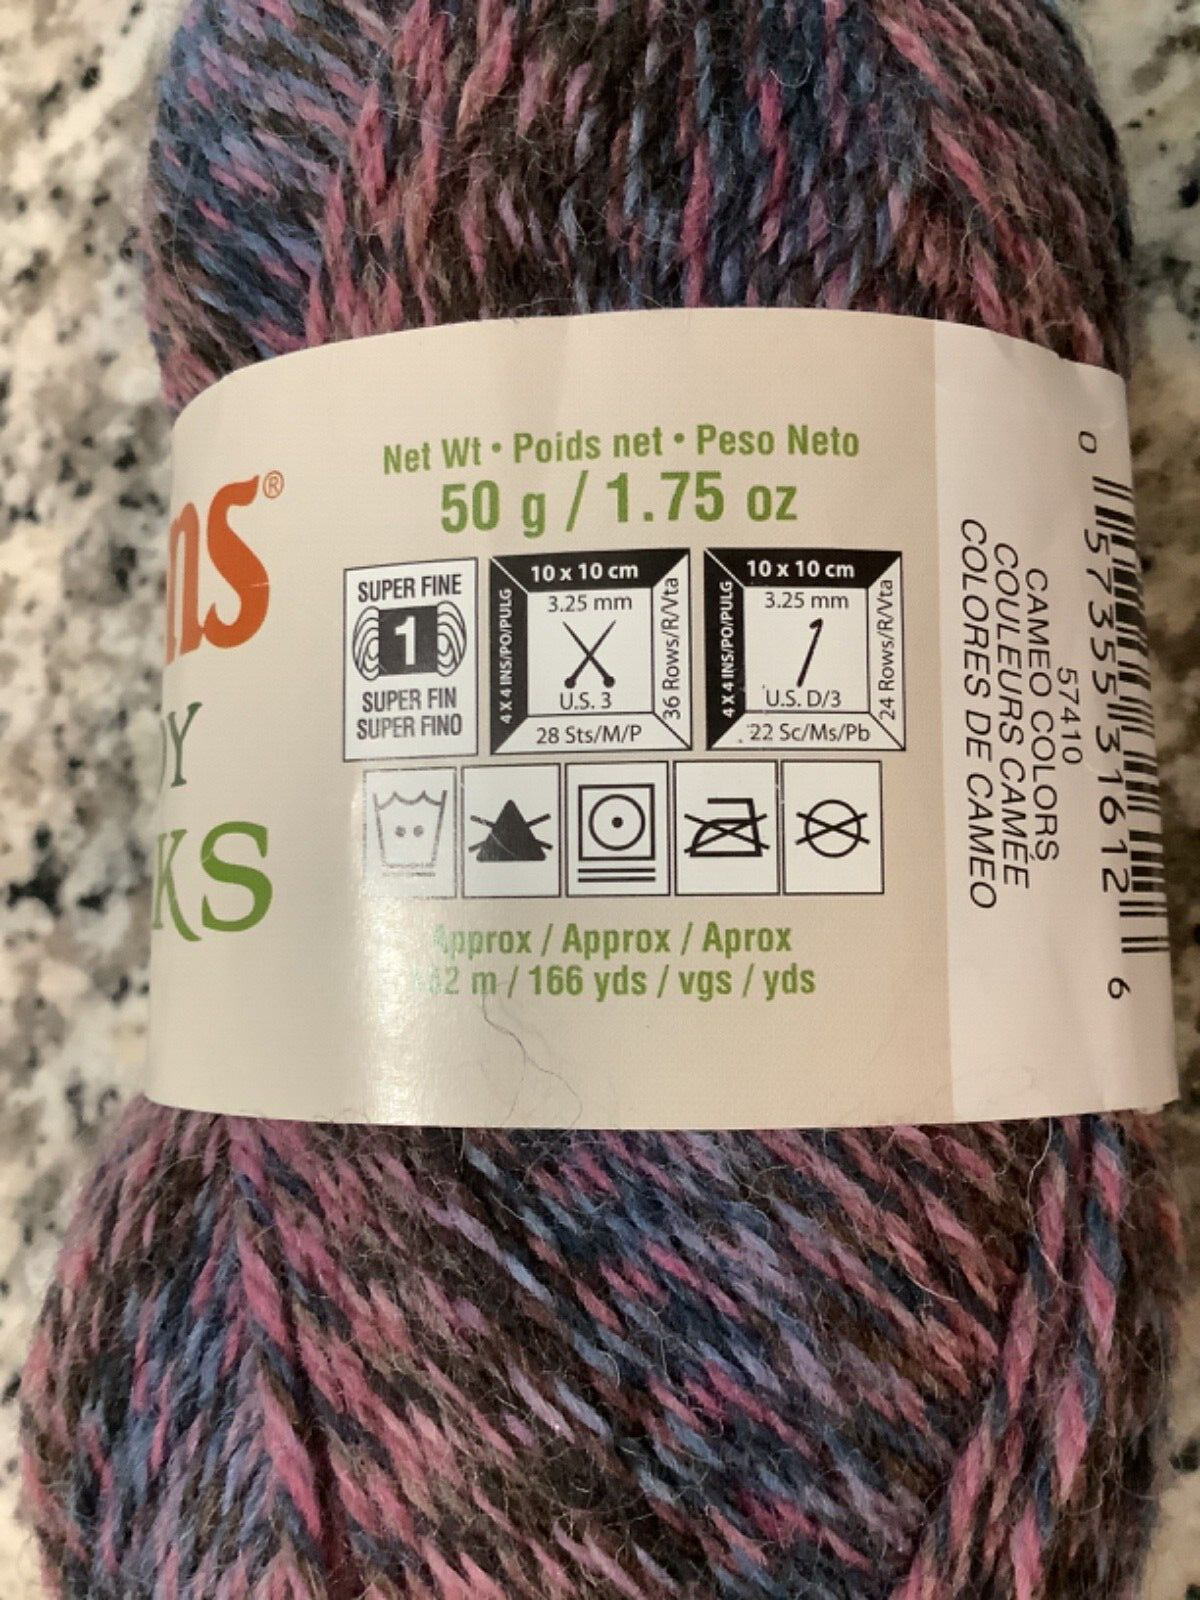 ns®
Y
KS
Net Wt • Poids net • Peso Neto
50 g / 1.75 oz
SUPER FINE
1
SUPER FIN
SUPER FINO
10 x 10 cm
4 X 4 INS/PO/PULG
3.25 mm
U.S. 3
36 Rows/R/Vta
28 Sts/M/P
10 x 10 cm
4 X 4 INS/PO/PULG
3.25 mm
U.S. D/3
24 Rows/R/Vta
22 Sc/Ms/Pb
Approx / Approx / Aprox
m / 166 yds / vgs / yds
0 57355 31612 6
57410
CAMEO COLORS
COULEURS CAMÉE
COLORES DE CAMEO